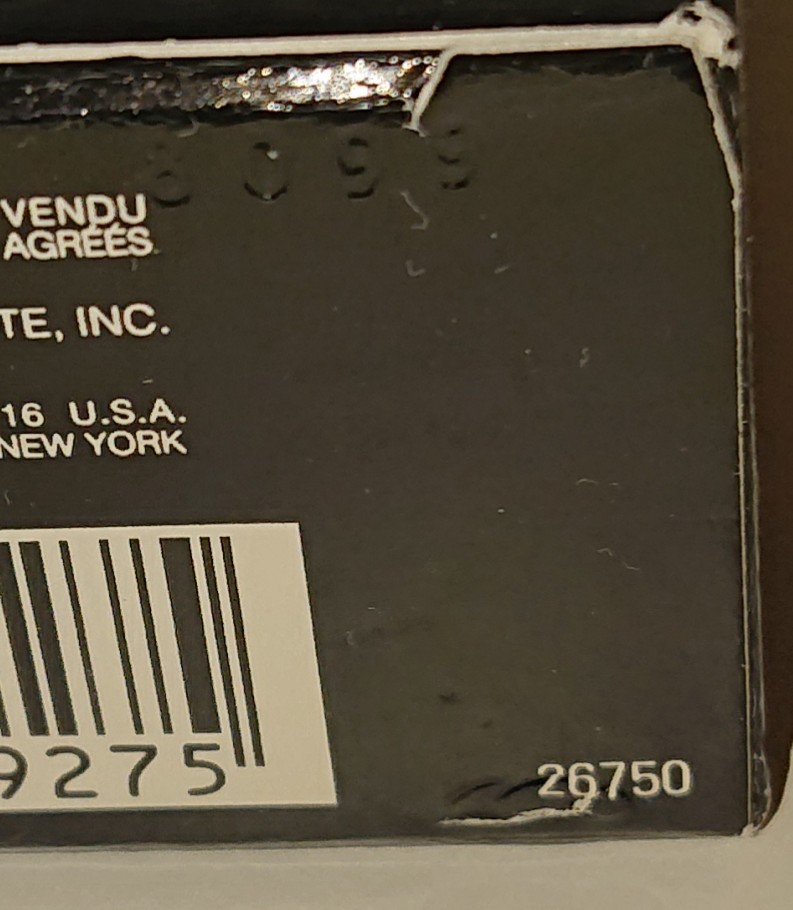 VENDU
AGRÉÉS
TE, INC.
16 U.S.A.
NEW YORK
9275
26750